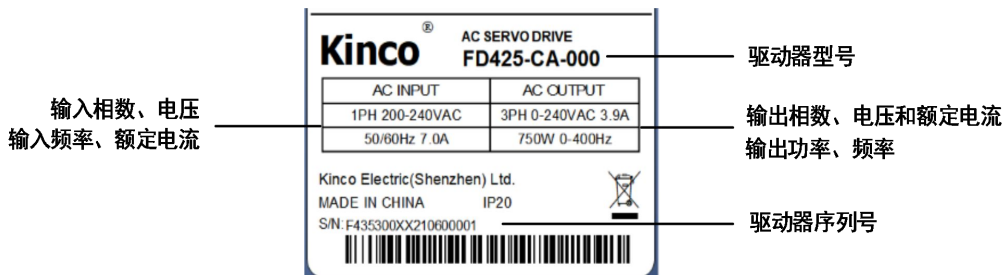 Kinco®
AC SERVO DRIVE
FD425-CA-000
驱动器型号
AC INPUT
AC OUTPUT
1PH 200-240VAC
3PH 0-240VAC 3.9A
50/60Hz 7.0A
750W 0-400Hz
输入相数、电压
输入频率、额定电流
输出相数、电压和额定电流
输出功率、频率
Kinco Electric(Shenzhen) Ltd.
MADE IN CHINA IP20
S/N: F435300XX210600001
驱动器序列号